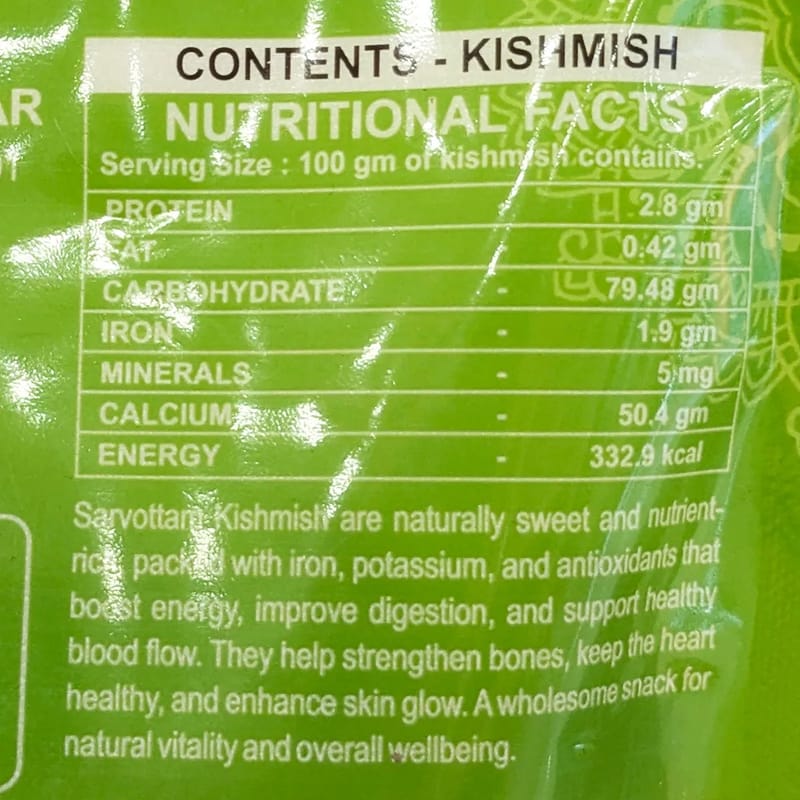 CONTENTS - KISHMISH
AR
NUTRITIONAL FACTS
Serving Size : 100 gm of kishmish contains.
PROTEIN 2.8 gm
FAT 0.42 gm
CARBOHYDRATE - 79.48 gm
IRON - 1.9 gm
MINERALS - 5 mg
CALCIUM - 50.4 gm
ENERGY - 332.9 kcal
Sarvottam Kishmish are naturally sweet and nutrient-
rich, packed with iron, potassium, and antioxidants that
boost energy, improve digestion, and support healthy
blood flow. They help strengthen bones, keep the heart
healthy, and enhance skin glow. A wholesome snack for
natural vitality and overall wellbeing.